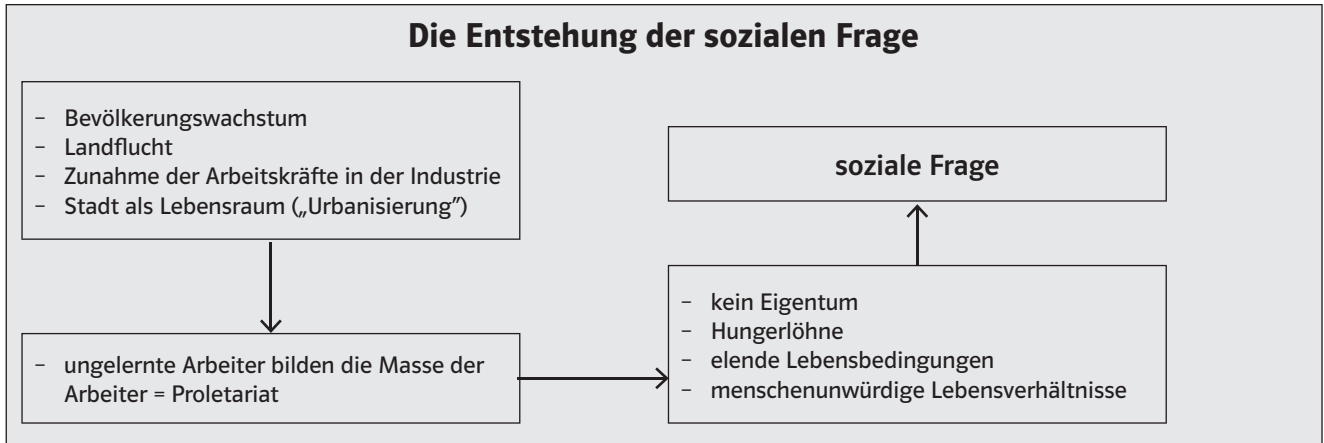 Die Entstehung der sozialen Frage
– Bevölkerungswachstum
– Landflucht
– Zunahme der Arbeitskräfte in der Industrie
– Stadt als Lebensraum („Urbanisierung”)
– ungelernte Arbeiter bilden die Masse der
Arbeiter = Proletariat
– kein Eigentum
– Hungerlöhne
– elende Lebensbedingungen
– menschenunwürdige Lebensverhältnisse
soziale Frage